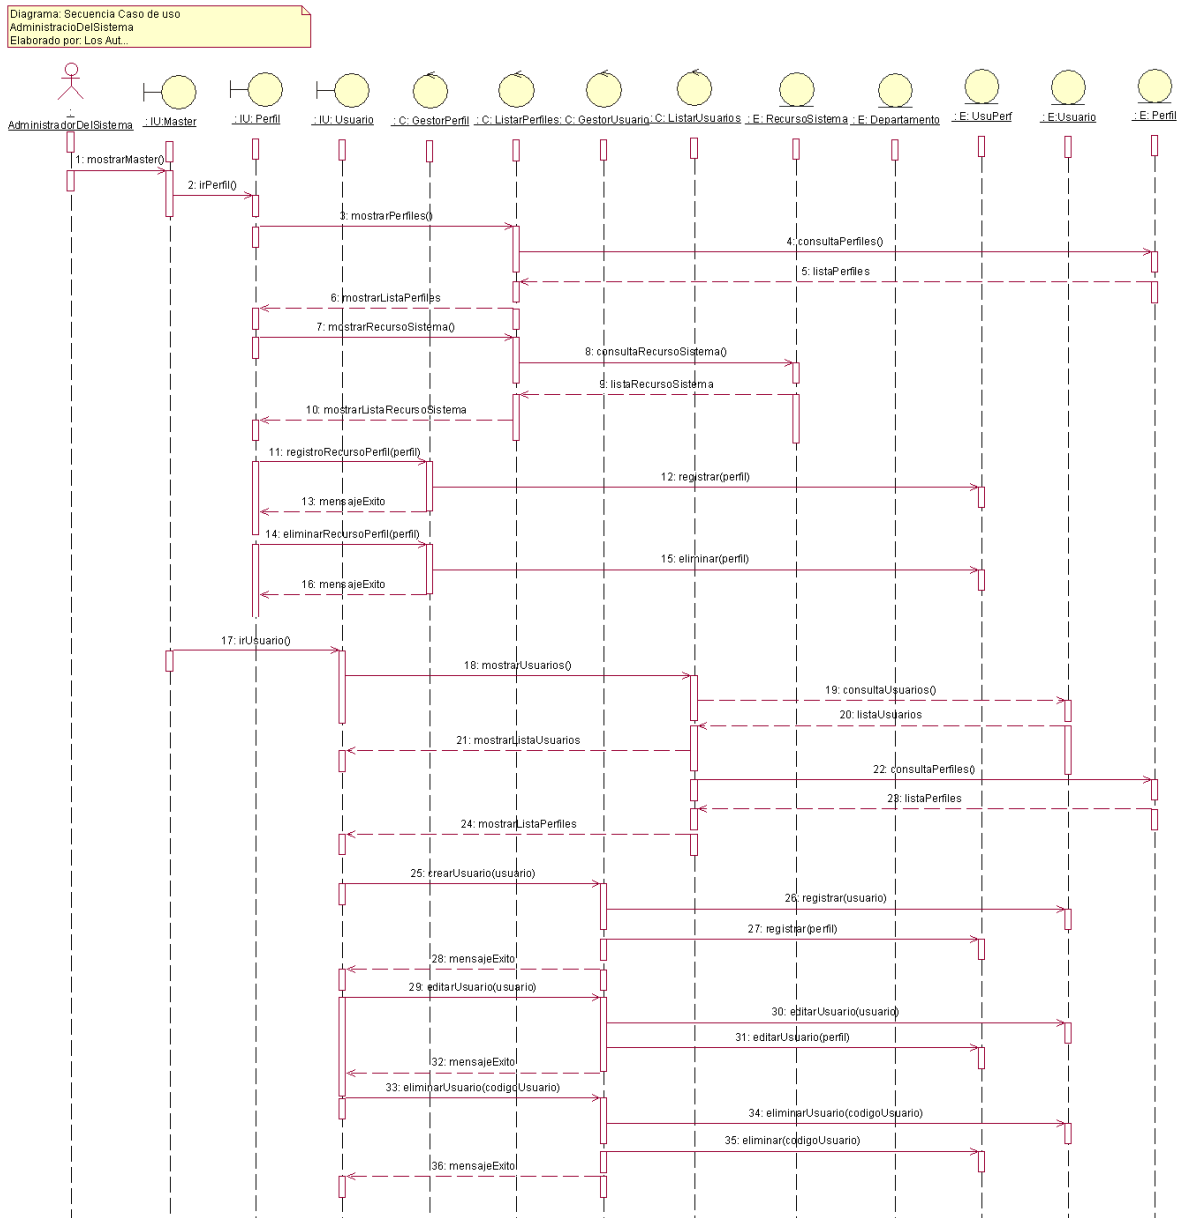 Diagrama: Secuencia Caso de uso
AdministracioDelSistema
Elaborado por: Los Aut...
: AdministradorDelSistema
: IU:Master
: IU: Perfil
: IU: Usuario
: C: GestorPerfil
: C: ListarPerfiles
: C: GestorUsuario
: C: ListarUsuarios
: E: RecursoSistema
: E: Departamento
: E: UsuPerf
: E:Usuario
: E: Perfil
1: mostrarMaster()
2: irPerfil()
3: mostrarPerfiles()
4: consultaPerfiles()
5: listaPerfiles
6: mostrarListaPerfiles
7: mostrarRecursoSistema()
8: consultaRecursoSistema()
9: listaRecursoSistema
10: mostrarListaRecursoSistema
11: registroRecursoPerfil(perfil)
12: registrar(perfil)
13: mensajeExito
14: eliminarRecursoPerfil(perfil)
15: eliminar(perfil)
16: mensajeExito
17: irUsuario()
18: mostrarUsuarios()
19: consultaUsuarios()
20: listaUsuarios
21: mostrarListaUsuarios
22: consultaPerfiles()
23: listaPerfiles
24: mostrarListaPerfiles
25: crearUsuario(usuario)
26: registrar(usuario)
27: registrar(perfil)
28: mensajeExito
29: editarUsuario(usuario)
30: editarUsuario(usuario)
31: editarUsuario(perfil)
32: mensajeExito
33: eliminarUsuario(codigoUsuario)
34: eliminarUsuario(codigoUsuario)
35: eliminar(codigoUsuario)
36: mensajeExito